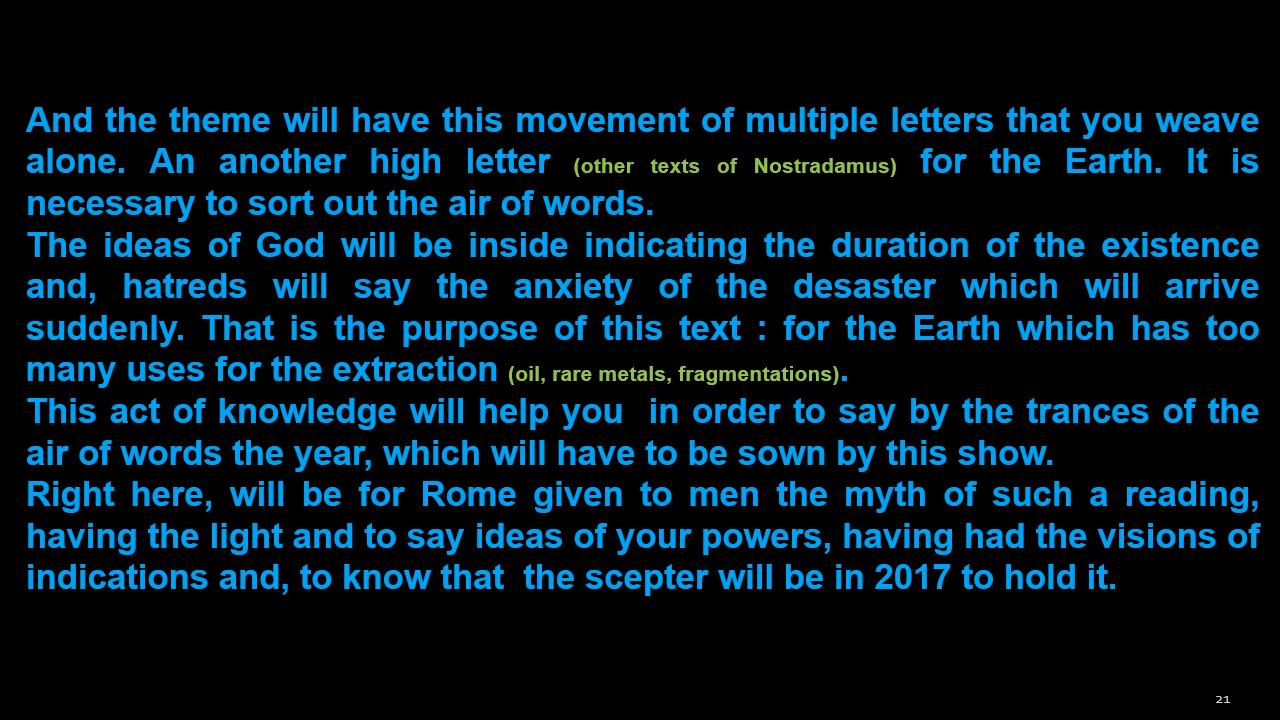 And the theme will have this movement of multiple letters that you weave
alone. An another high letter (other texts of Nostradamus) for the Earth. It is
necessary to sort out the air of words.
The ideas of God will be inside indicating the duration of the existence
and, hatreds will say the anxiety of the desaster which will arrive
suddenly. That is the purpose of this text : for the Earth which has too
many uses for the extraction (oil, rare metals, fragmentations).
This act of knowledge will help you  in order to say by the trances of the
air of words the year, which will have to be sown by this show.
Right here, will be for Rome given to men the myth of such a reading,
having the light and to say ideas of your powers, having had the visions of
indications and, to know that  the scepter will be in 2017 to hold it.
21